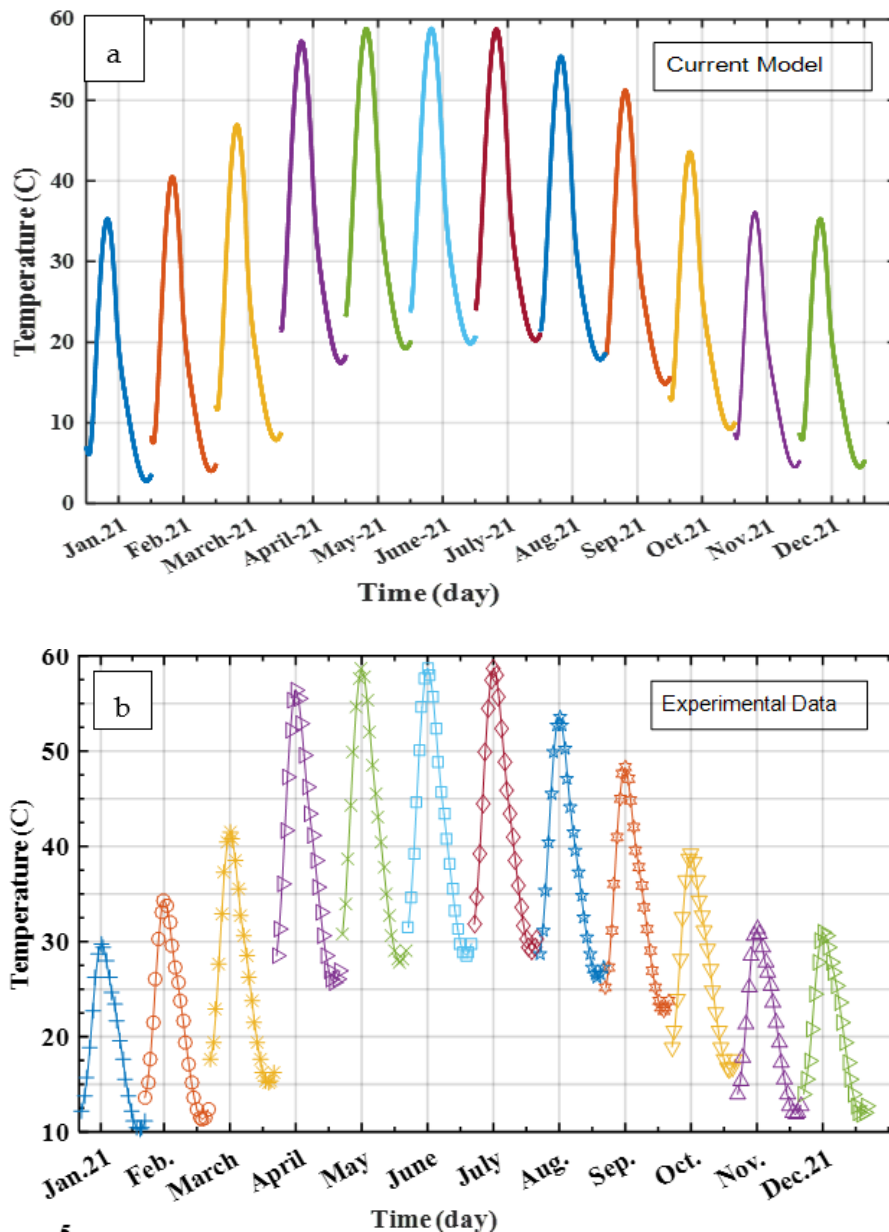 a
Current Model
Temperature (C)
60
50
40
30
20
10
0
Jan.21
Feb.21
March-21
April-21
May-21
June-21
July-21
Aug.21
Sep.21
Oct.21
Nov.21
Dec.21
Time (day)
b
Experimental Data
Temperature (C)
60
50
40
30
20
10
Jan.21
Feb.
March
April
May
June
July
Aug.
Sep.
Oct.
Nov.
Dec.21
Time (day)